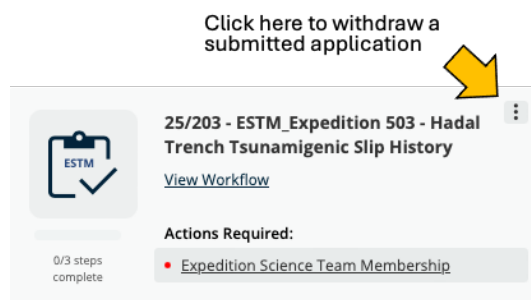 Click here to withdraw a
submitted application
25/203 - ESTM_Expedition 503 - Hadal
Trench Tsunamigenic Slip History
ESTM
View Workflow
Actions Required:
0/3 steps
complete
Expedition Science Team Membership